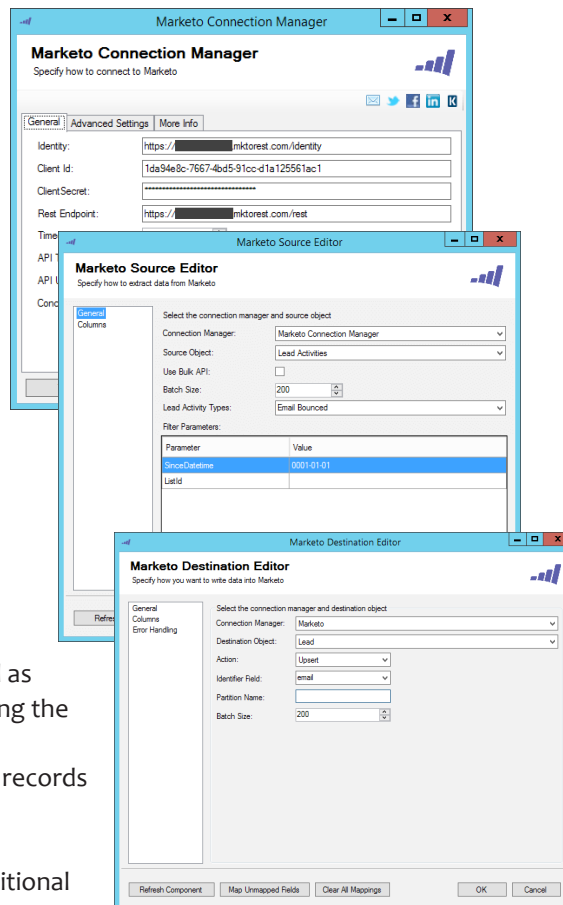 Marketo Connection Manager
Marketo Connection Manager
Specify how to connect to Marketo
General Advanced Settings More Info
Identity: https:// .mktorest.com/identity
Client Id: 1da94e8c-7667-4bd5-91cc-d1a125561ac1
ClientSecret: ********************************
Rest Endpoint: https:// mktorest.com/rest
Time
API
API
Conc
Marketo Source Editor
Marketo Source Editor
Specify how to extract data from Marketo
General
Columns
Select the connection manager and source object
Connection Manager: Marketo Connection Manager
Source Object: Lead Activities
Use Bulk API:
Batch Size: 200
Lead Activity Types: Email Bounced
Filter Parameters:
Parameter Value
SinceDatetime 0001-01-01
ListId
Refre
Marketo Destination Editor
Marketo Destination Editor
Specify how you want to write data into Marketo
General
Columns
Error Handling
Select the connection manager and destination object
Connection Manager: Marketo
Destination Object: Lead
Action: Upsert
Identifier Field: email
Partition Name:
Batch Size: 200
Refresh Component Map Unmapped Fields Clear All Mappings OK Cancel
as
ng the
records
itional